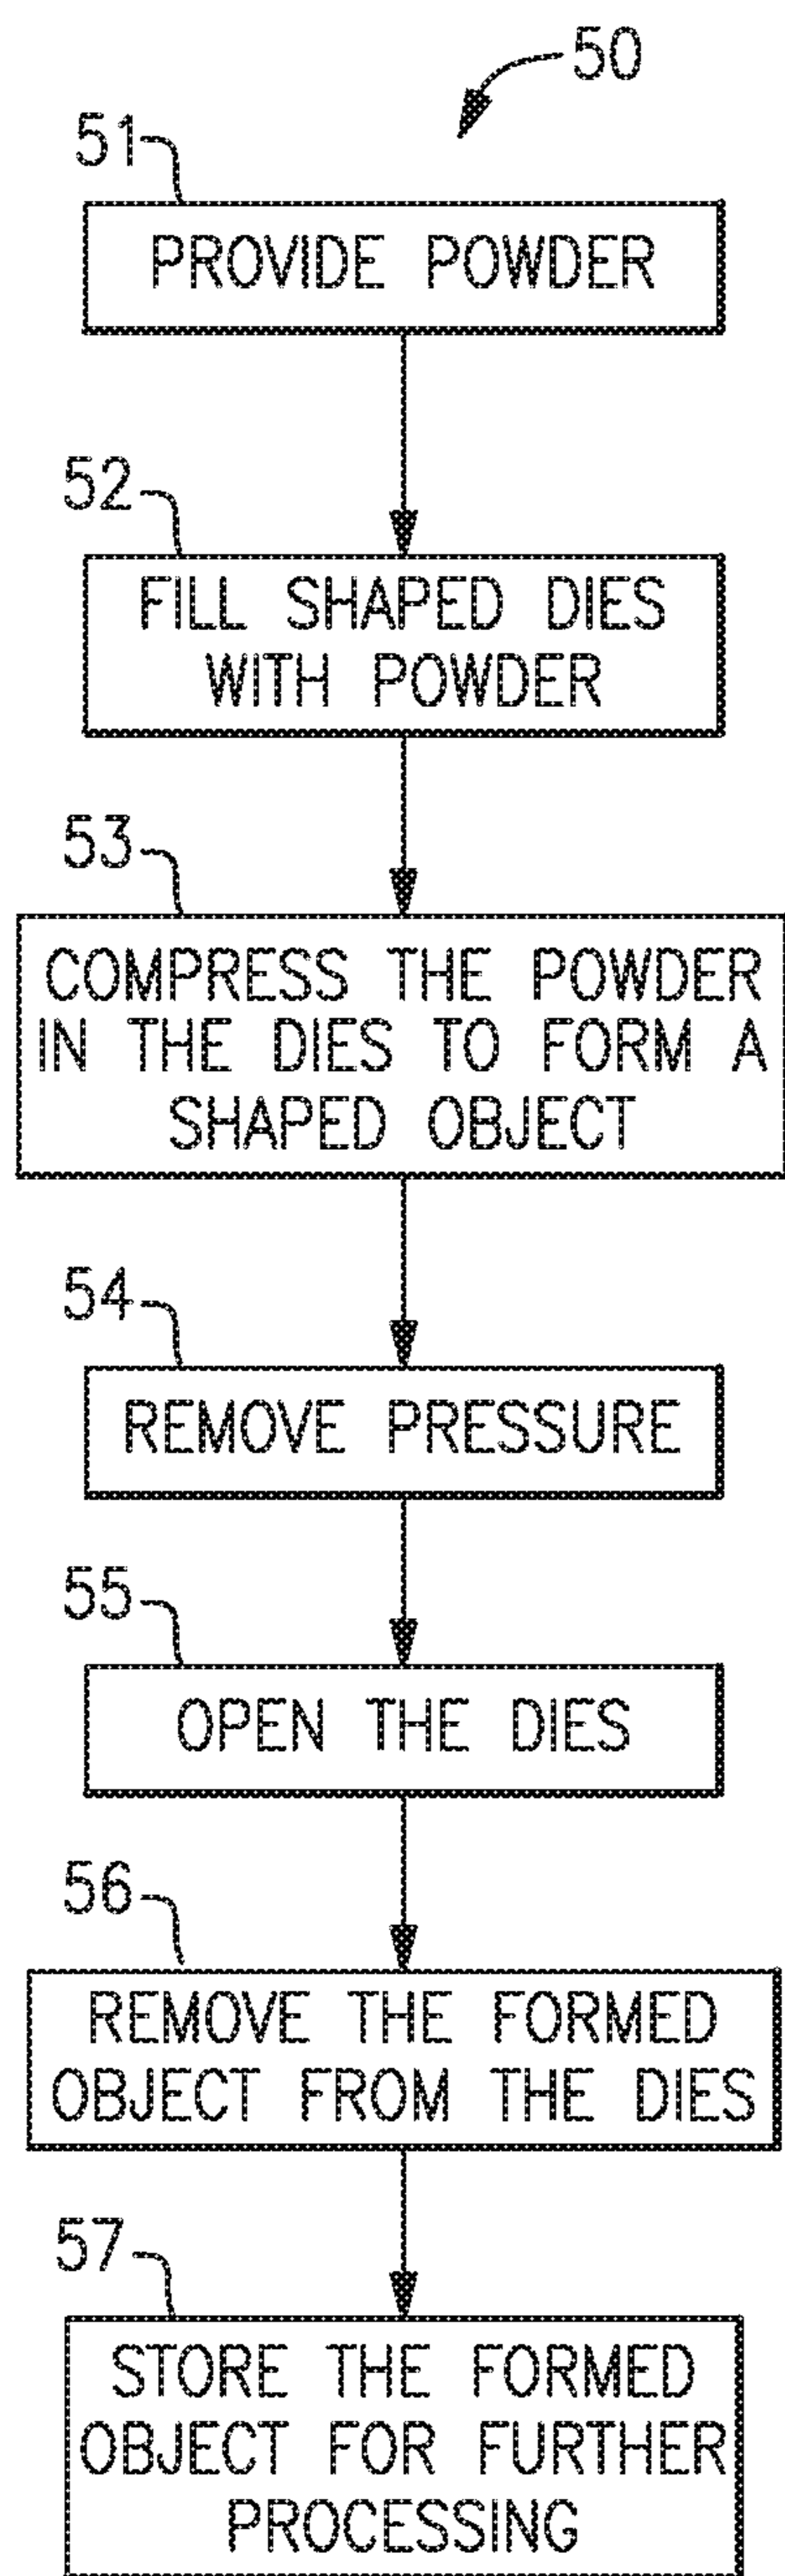 50
51
PROVIDE POWDER
52
FILL SHAPED DIES
WITH POWDER
53
COMPRESS THE POWDER
IN THE DIES TO FORM A
SHAPED OBJECT
54
REMOVE PRESSURE
55
OPEN THE DIES
56
REMOVE THE FORMED
OBJECT FROM THE DIES
57
STORE THE FORMED
OBJECT FOR FURTHER
PROCESSING